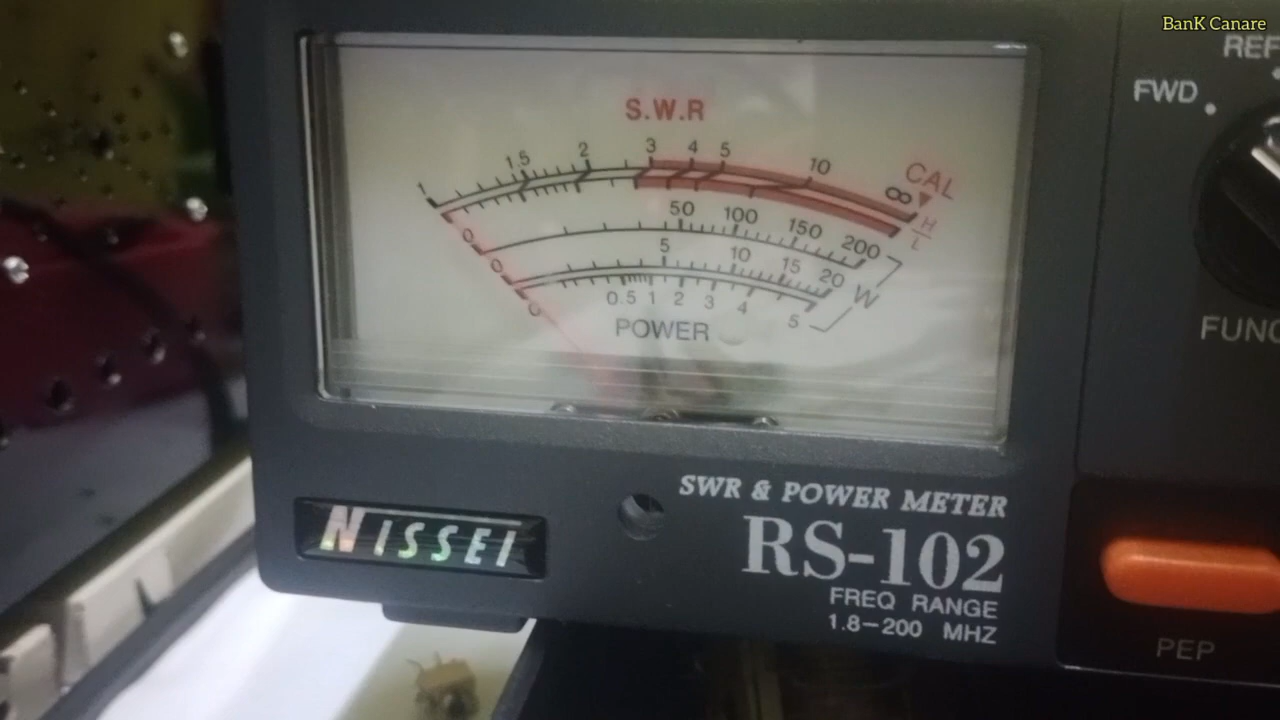 BanK Canare
REF
FWD
S.W.R
1 1.5 2 3 4 5 10 ∞ CAL
H
L
0 50 100 150 200
0 5 10 15 20 W
0 0.5 1 2 3 4 5
POWER
FUNC
SWR & POWER METER
NISSEI
RS-102
FREQ RANGE
1.8-200 MHZ
PEP